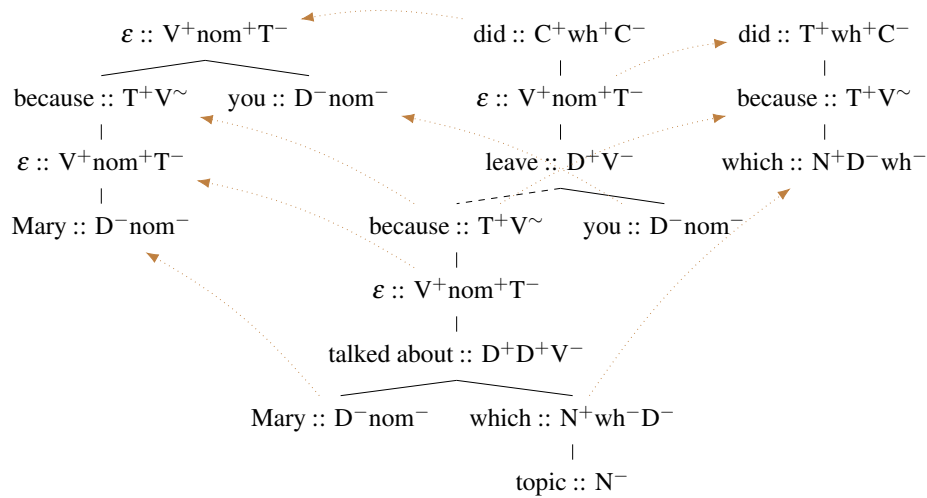 ε :: V⁺nom⁺T⁻ did :: C⁺wh⁺C⁻ did :: T⁺wh⁺C⁻
because :: T⁺V~ you :: D⁻nom⁻ ε :: V⁺nom⁺T⁻ because :: T⁺V~
ε :: V⁺nom⁺T⁻ leave :: D⁺V⁻ which :: N⁺D⁻wh⁻
Mary :: D⁻nom⁻ because :: T⁺V~ you :: D⁻nom⁻
ε :: V⁺nom⁺T⁻
talked about :: D⁺D⁺V⁻
Mary :: D⁻nom⁻ which :: N⁺wh⁻D⁻
topic :: N⁻